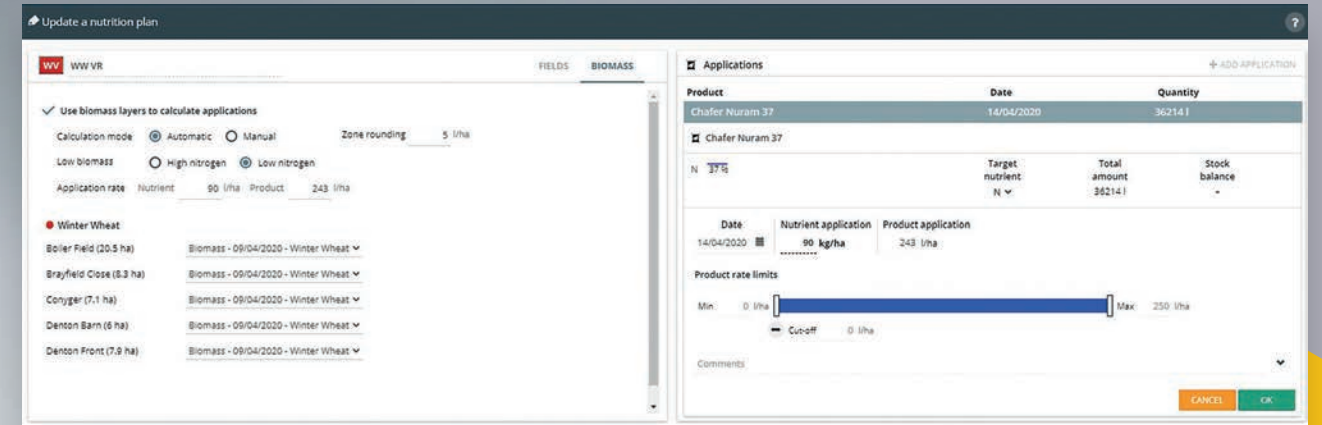 Update a nutrition plan
?
WV WW VR FIELDS BIOMASS
Use biomass layers to calculate applications
Calculation mode Automatic Manual Zone rounding 5 l/ha
Low biomass High nitrogen Low nitrogen
Application rate Nutrient 90 l/ha Product 243 l/ha
Winter Wheat
Boiler Field (20.5 ha) Biomass - 09/04/2020 - Winter Wheat
Brayfield Close (8.3 ha) Biomass - 09/04/2020 - Winter Wheat
Conyger (7.1 ha) Biomass - 09/04/2020 - Winter Wheat
Denton Barn (6 ha) Biomass - 09/04/2020 - Winter Wheat
Denton Front (7.9 ha) Biomass - 09/04/2020 - Winter Wheat
Applications + ADD APPLICATION
Product Date Quantity
Chafer Nuram 37 14/04/2020 36214 l
Chafer Nuram 37
N 37 % Target nutrient Total amount Stock balance
N 36214 l -
Date Nutrient application Product application
14/04/2020 90 kg/ha 243 l/ha
Product rate limits
Min 0 l/ha Max 250 l/ha
Cut-off 0 l/ha
Comments
CANCEL OK